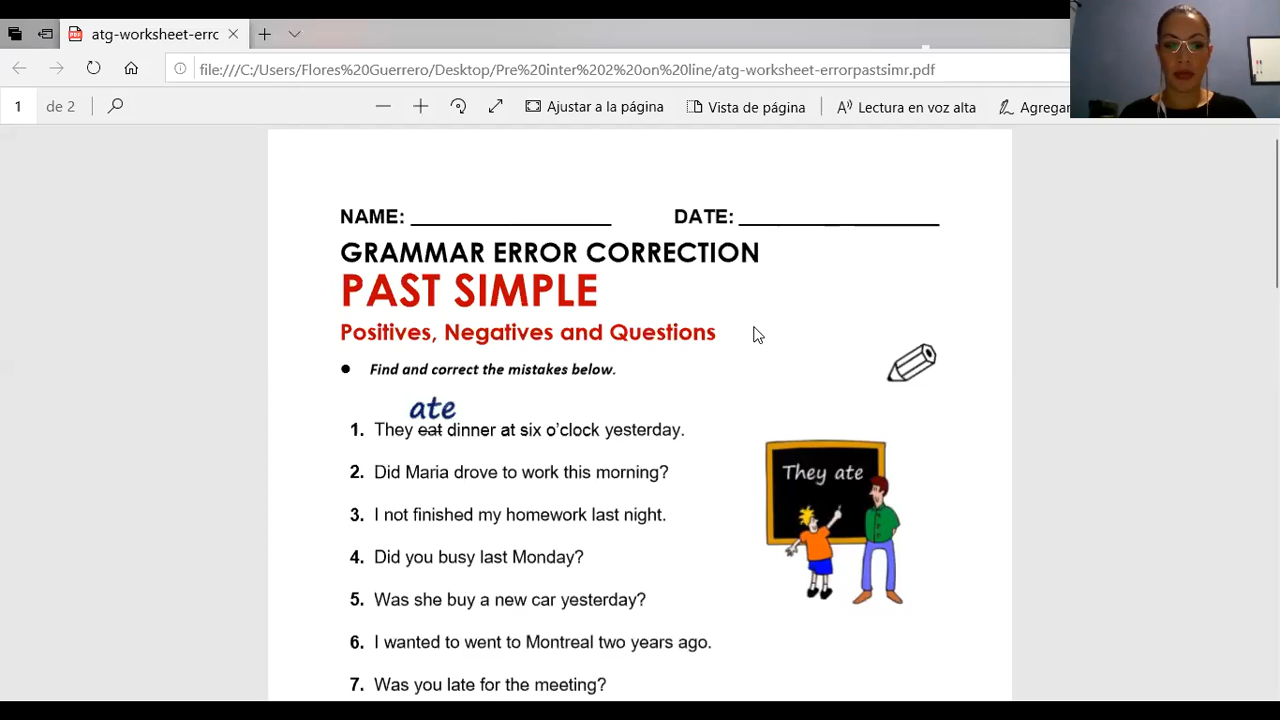 atg-worksheet-errc
file:///C:/Users/Flores%20Guerrero/Desktop/Pre%20inter%202%20on%20line/atg-worksheet-errorpastsimr.pdf
1 de 2 Ajustar a la página Vista de página Lectura en voz alta Agregar
NAME: ____________________ DATE: ____________________
GRAMMAR ERROR CORRECTION
PAST SIMPLE
Positives, Negatives and Questions
● Find and correct the mistakes below.
ate
1. They eat dinner at six o'clock yesterday.
They ate
2. Did Maria drove to work this morning?
3. I not finished my homework last night.
4. Did you busy last Monday?
5. Was she buy a new car yesterday?
6. I wanted to went to Montreal two years ago.
7. Was you late for the meeting?